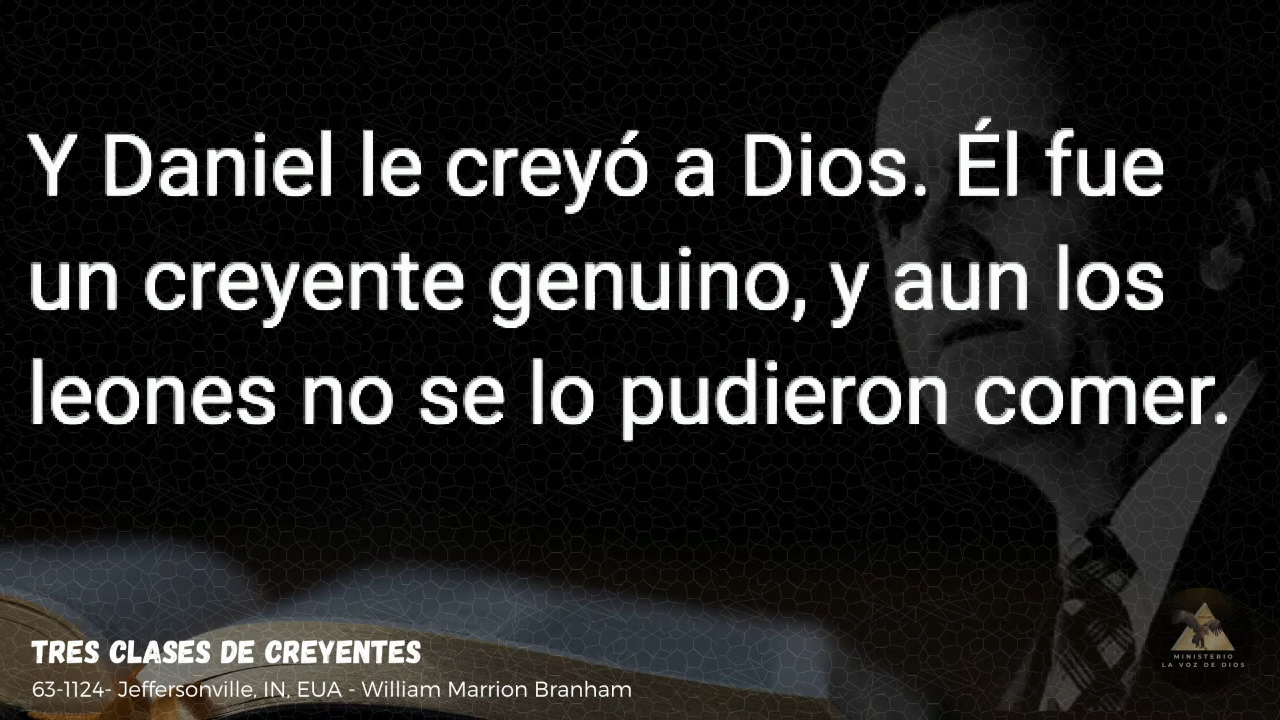 Y Daniel le creyó a Dios. Él fue
un creyente genuino, y aun los
leones no se lo pudieron comer.
TRES CLASES DE CREYENTES
63-1124- Jeffersonville, IN, EUA - William Marrion Branham
MINISTERIO
LA VOZ DE DIOS